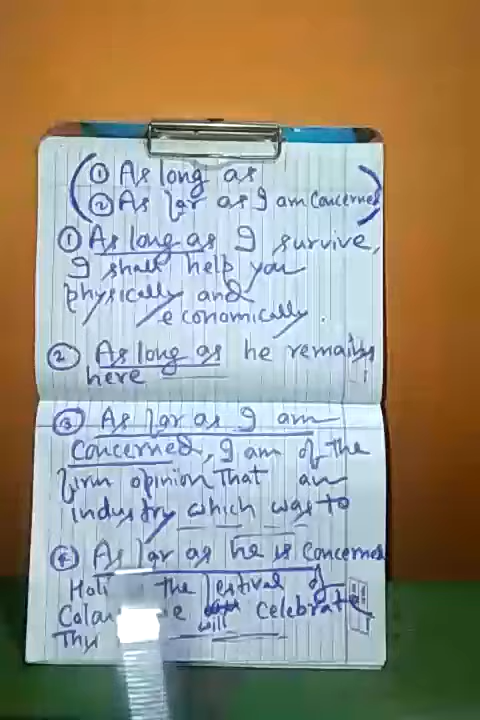 ① As long as
② As far as I am Concerned
① As long as I survive,
I shall help you
physically and
economically.
② As long as he remains
here
③ As far as I am
Concerned, I am of the
firm opinion That an
industry which was to
④ As far as he is Concerned
Holi the festival of
will Celebrate